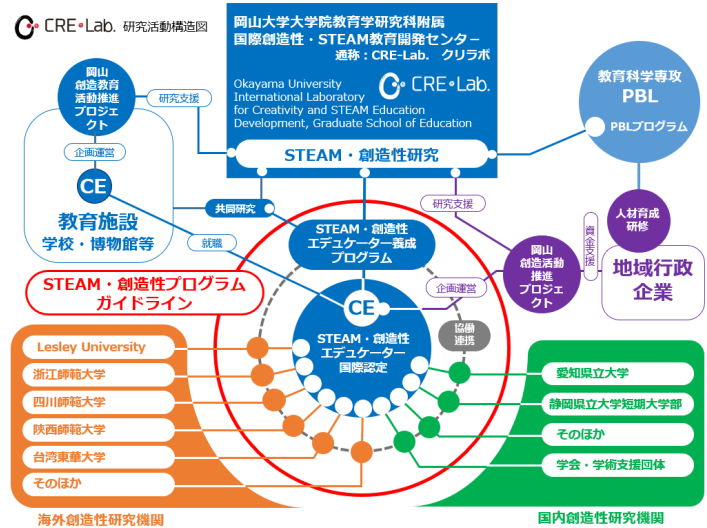 CRE・Lab. 研究活動構造図
岡山大学大学院教育学研究科附属
国際創造性・STEAM教育開発センター
通称：CRE-Lab. クリラボ
Okayama University
International Laboratory
for Creativity and STEAM Education
Development, Graduate School of Education
CRE・Lab.
STEAM・創造性研究
岡山
創造教育
活動推進
プロジェ
クト
研究支援
企画運営
CE
教育施設
学校・博物館等
共同研究
就職
教育科学専攻
PBL
PBLプログラム
人材育成
研修
研究支援
資金支援
地域行政
企業
岡山
創造活動
推進
プロジェ
クト
企画運営
STEAM・創造性
エデュケーター養成
プログラム
STEAM・創造性プログラム
ガイドライン
CE
STEAM・創造性
エデュケーター
国際認定
協働
連携
Lesley University
浙江師範大学
四川師範大学
陝西師範大学
台湾東華大学
そのほか
海外創造性研究機関
愛知県立大学
静岡県立大学短期大学部
そのほか
学会・学術支援団体
国内創造性研究機関